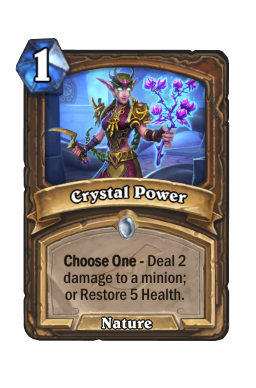 1
Crystal Power
Choose One - Deal 2
damage to a minion;
or Restore 5 Health.
Nature